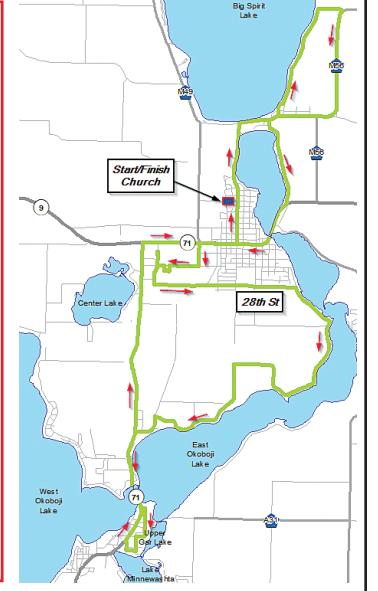 Big Spirit
Lake
M56
M49
M56
Start/Finish
Church
9
71
Center Lake
28th St
East
Okoboji
Lake
West
Okoboji
Lake
71
Upper
Gar Lake
A34
Lake
Minnewashta